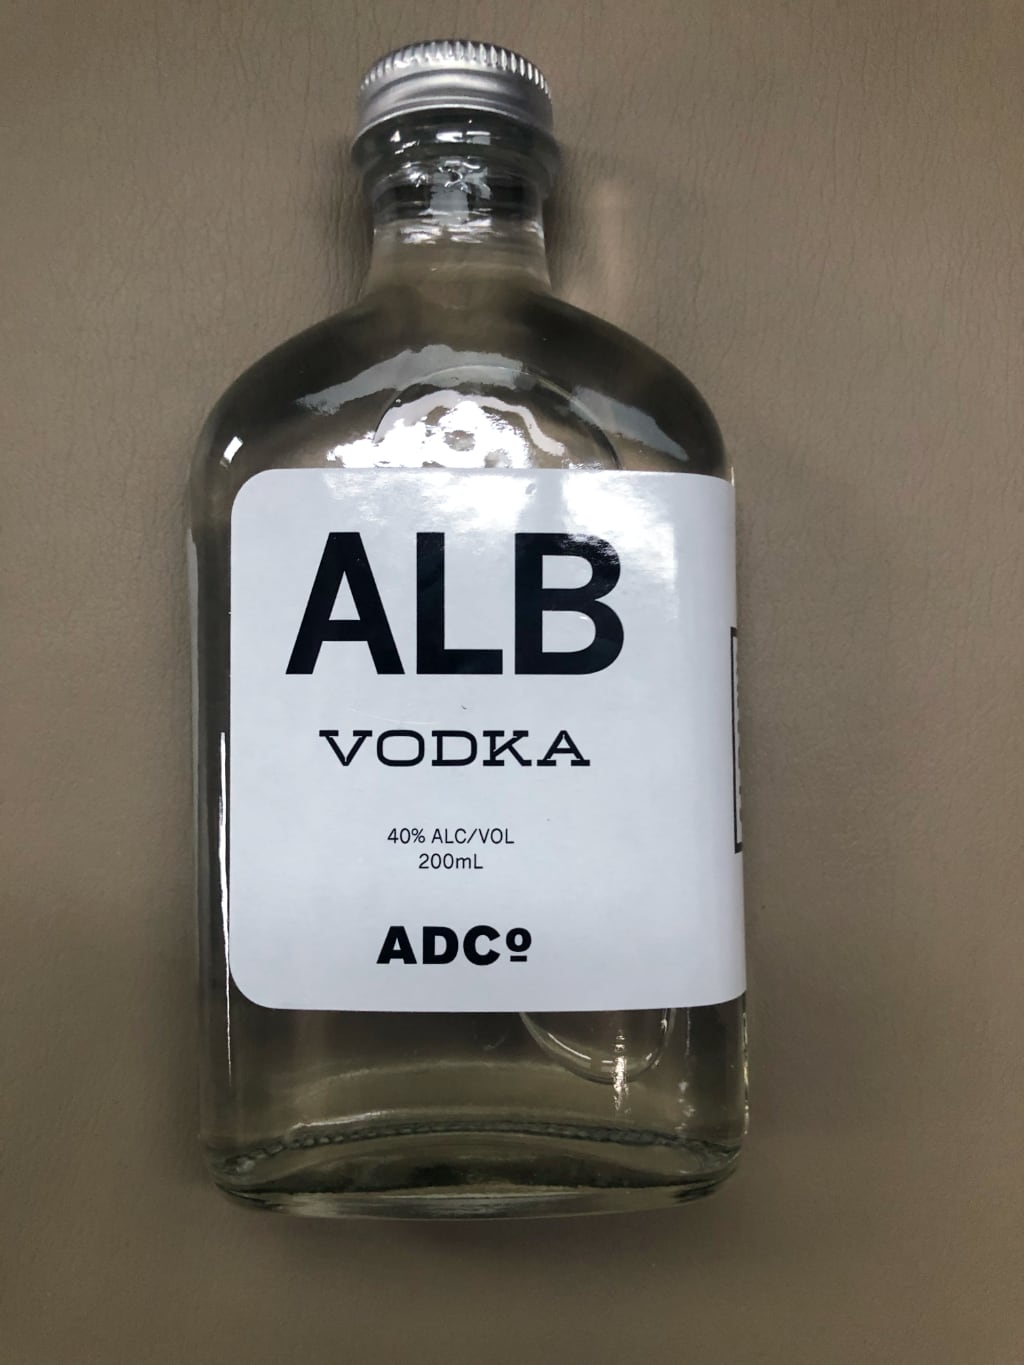 ALB
VODKA
40% ALC/VOL
200mL
ADCº